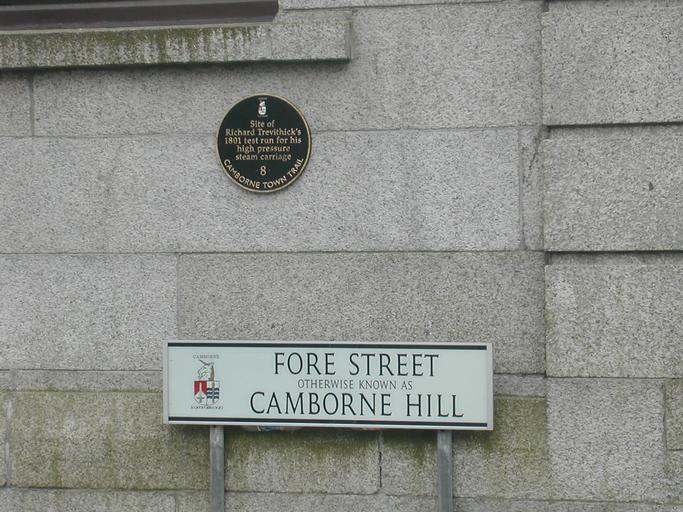 Site of
Richard Trevithick's
1801 test run for his
high pressure
steam carriage
8
CAMBORNE TOWN TRAIL
CAMBORNE
FORE STREET
OTHERWISE KNOWN AS
CAMBORNE HILL